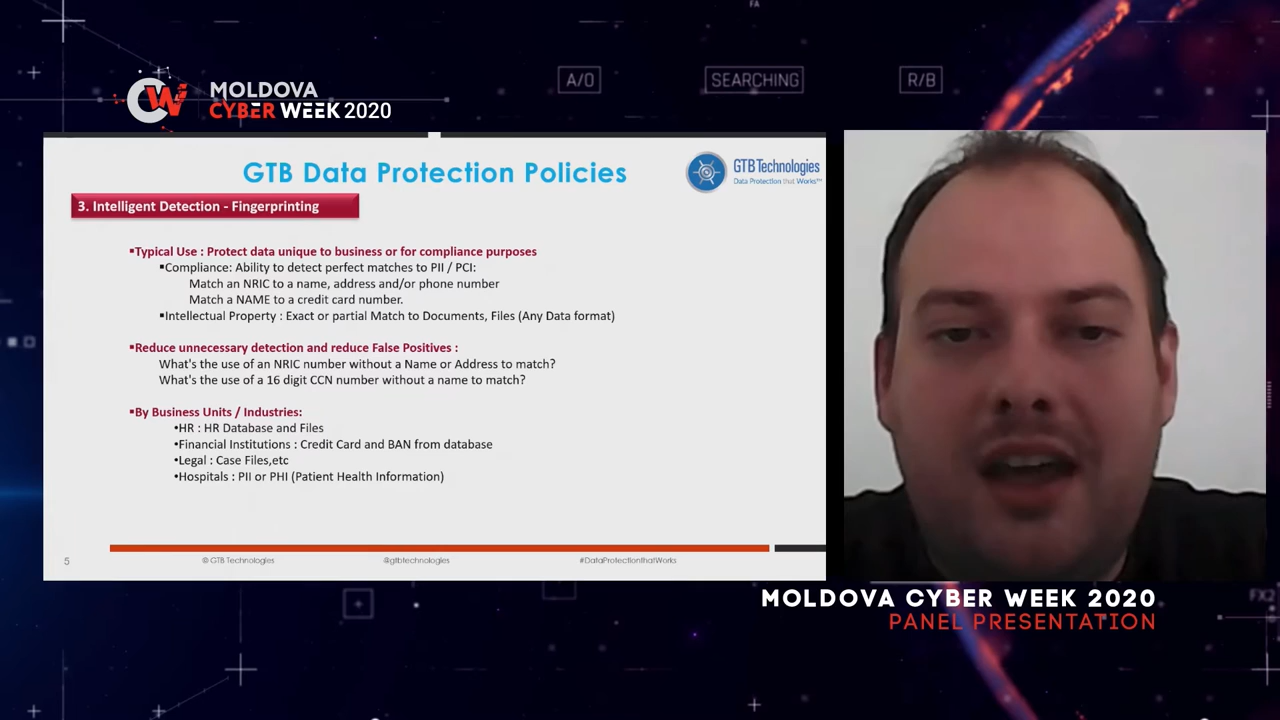 FA
A/0
SEARCHING
R/B
MOLDOVA
CYBER WEEK 2020
GTB Data Protection Policies
GTB Technologies
Data Protection that Works™
3. Intelligent Detection - Fingerprinting
▪Typical Use : Protect data unique to business or for compliance purposes
▪Compliance: Ability to detect perfect matches to PII / PCI:
Match an NRIC to a name, address and/or phone number
Match a NAME to a credit card number.
▪Intellectual Property : Exact or partial Match to Documents, Files (Any Data format)
▪Reduce unnecessary detection and reduce False Positives :
What's the use of an NRIC number without a Name or Address to match?
What's the use of a 16 digit CCN number without a name to match?
▪By Business Units / Industries:
•HR : HR Database and Files
•Financial Institutions : Credit Card and BAN from database
•Legal : Case Files,etc
•Hospitals : PII or PHI (Patient Health Information)
5
© GTB Technologies
@gtbtechnologies
#DataProtectionthatWorks
MOLDOVA CYBER WEEK 2020
PANEL PRESENTATION
FX2